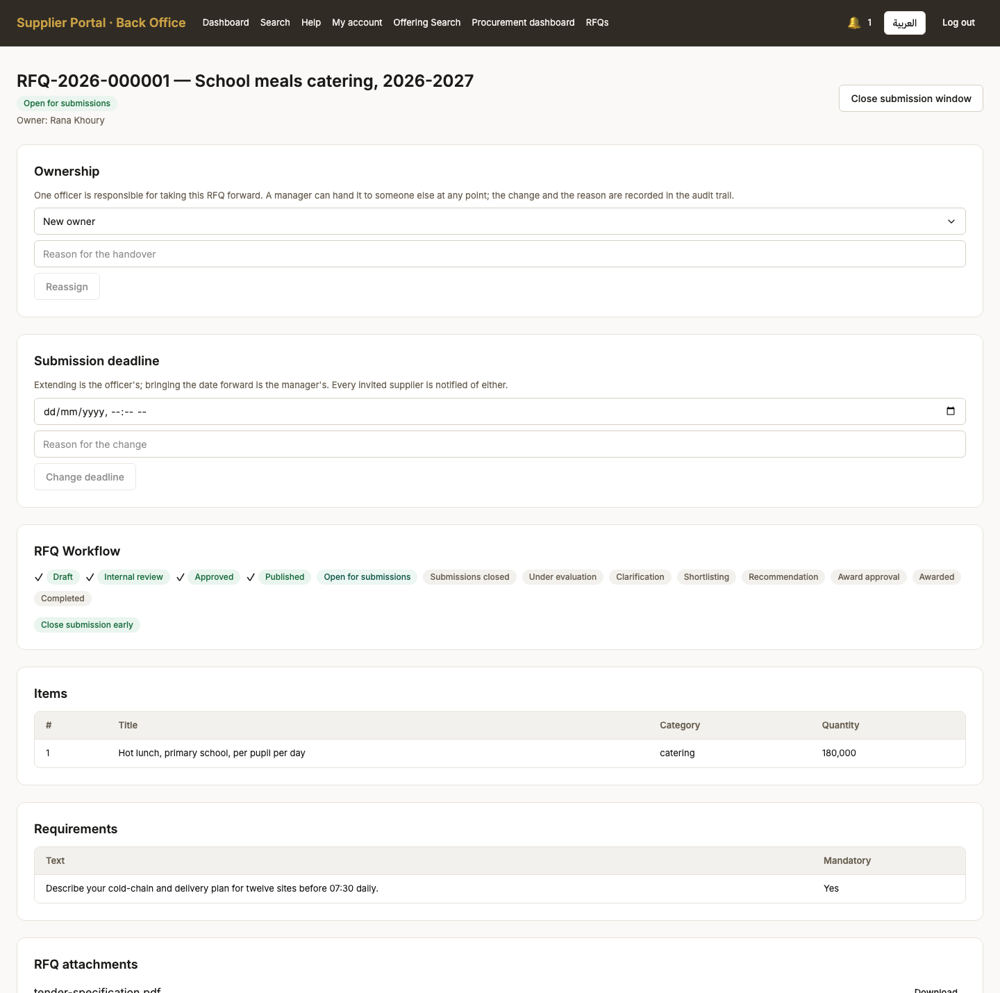 Supplier Portal · Back Office Dashboard Search Help My account Offering Search Procurement dashboard RFQs 1 العربية Log out
RFQ-2026-000001 — School meals catering, 2026-2027
Open for submissions
Close submission window
Owner: Rana Khoury
Ownership
One officer is responsible for taking this RFQ forward. A manager can hand it to someone else at any point; the change and the reason are recorded in the audit trail.
New owner
Reason for the handover
Reassign
Submission deadline
Extending is the officer's; bringing the date forward is the manager's. Every invited supplier is notified of either.
dd/mm/yyyy, --:-- --
Reason for the change
Change deadline
RFQ Workflow
✓ Draft ✓ Internal review ✓ Approved ✓ Published Open for submissions Submissions closed Under evaluation Clarification Shortlisting Recommendation Award approval Awarded
Completed
Close submission early
Items
# Title Category Quantity
1 Hot lunch, primary school, per pupil per day catering 180,000
Requirements
Text Mandatory
Describe your cold-chain and delivery plan for twelve sites before 07:30 daily. Yes
RFQ attachments
tender-specification.pdf Download